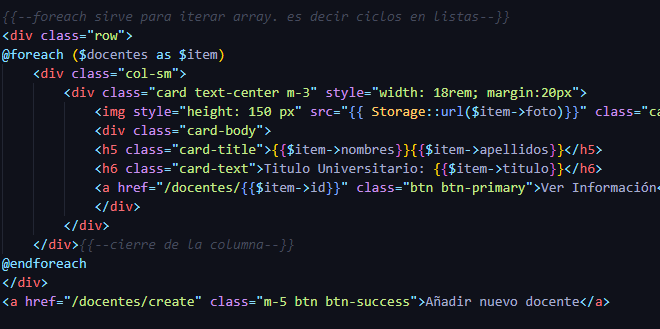 {{--foreach sirve para iterar array. es decir ciclos en listas--}}
<div class="row">
@foreach ($docentes as $item)
<div class="col-sm">
<div class="card text-center m-3" style="width: 18rem; margin:20px">
<img style="height: 150 px" src="{{ Storage::url($item->foto)}}" class="ca
<div class="card-body">
<h5 class="card-title">{{$item->nombres}}{{$item->apellidos}}</h5>
<h6 class="card-text">Titulo Universitario: {{$item->titulo}}</h6>
<a href="/docentes/{{$item->id}}" class="btn btn-primary">Ver Información<
</div>
</div>
</div>{{--cierre de la columna--}}
@endforeach
</div>
<a href="/docentes/create" class="m-5 btn btn-success">Añadir nuevo docente</a>